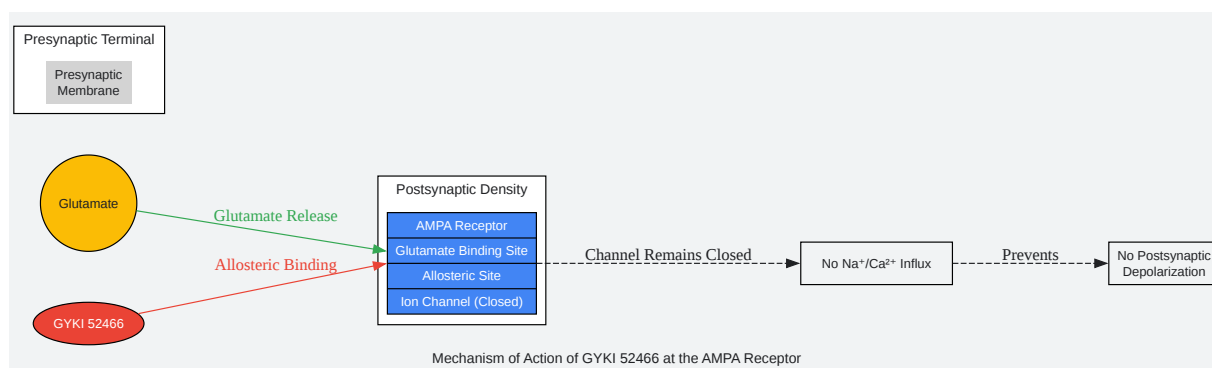 Presynaptic Terminal
Presynaptic
Membrane
Glutamate
GYKI 52466
Glutamate Release
Allosteric Binding
Postsynaptic Density
AMPA Receptor
Glutamate Binding Site
Allosteric Site
Ion Channel (Closed)
Channel Remains Closed
No Na⁺/Ca²⁺ Influx
Prevents
No Postsynaptic
Depolarization
Mechanism of Action of GYKI 52466 at the AMPA Receptor